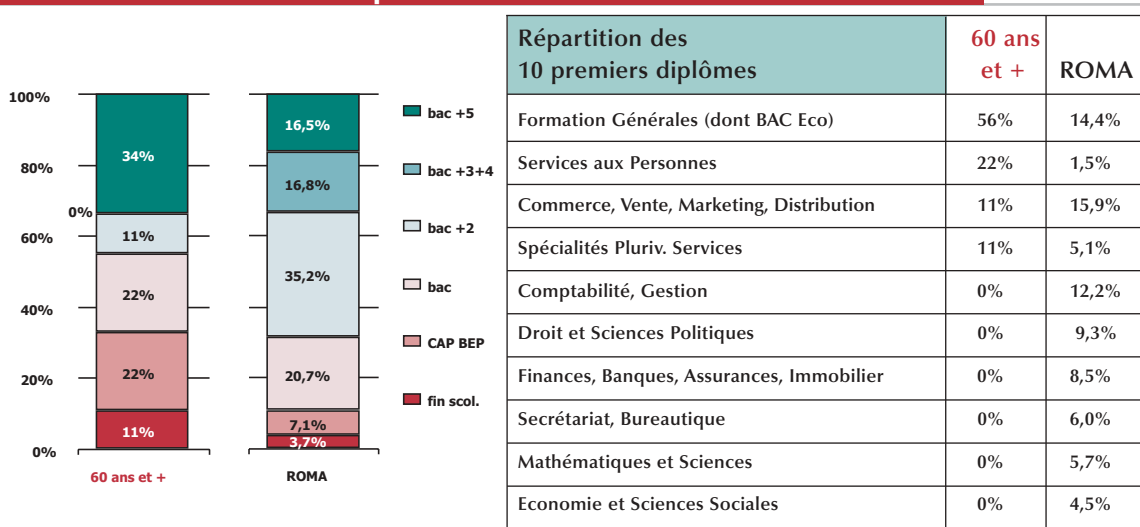 100%
80%
0%
60%
40%
20%
0%
34%
11%
22%
22%
11%
60 ans et +
16,5%
16,8%
35,2%
20,7%
7,1%
3,7%
ROMA
bac +5
bac +3+4
bac +2
bac
CAP BEP
fin scol.
Répartition des 60 ans
10 premiers diplômes et + ROMA
Formation Générales (dont BAC Eco) 56% 14,4%
Services aux Personnes 22% 1,5%
Commerce, Vente, Marketing, Distribution 11% 15,9%
Spécialités Pluriv. Services 11% 5,1%
Comptabilité, Gestion 0% 12,2%
Droit et Sciences Politiques 0% 9,3%
Finances, Banques, Assurances, Immobilier 0% 8,5%
Secrétariat, Bureautique 0% 6,0%
Mathématiques et Sciences 0% 5,7%
Economie et Sciences Sociales 0% 4,5%